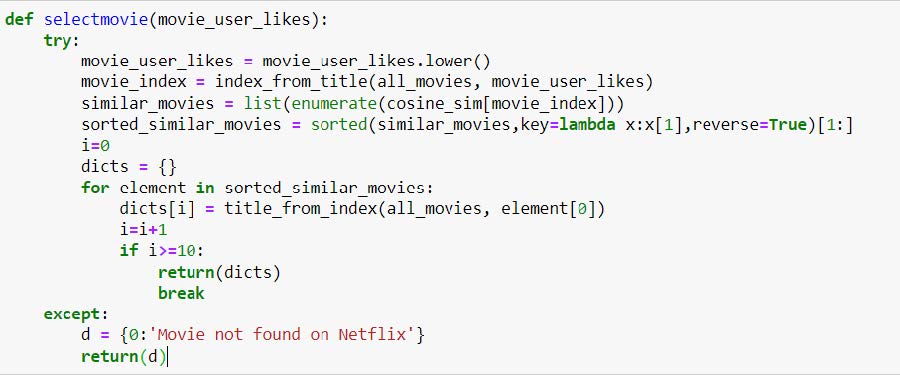 def selectmovie(movie_user_likes):
    try:
        movie_user_likes = movie_user_likes.lower()
        movie_index = index_from_title(all_movies, movie_user_likes)
        similar_movies = list(enumerate(cosine_sim[movie_index]))
        sorted_similar_movies = sorted(similar_movies,key=lambda x:x[1],reverse=True)[1:]
        i=0
        dicts = {}
        for element in sorted_similar_movies:
            dicts[i] = title_from_index(all_movies, element[0])
            i=i+1
            if i>=10:
                return(dicts)
                break
    except:
        d = {0:'Movie not found on Netflix'}
        return(d)